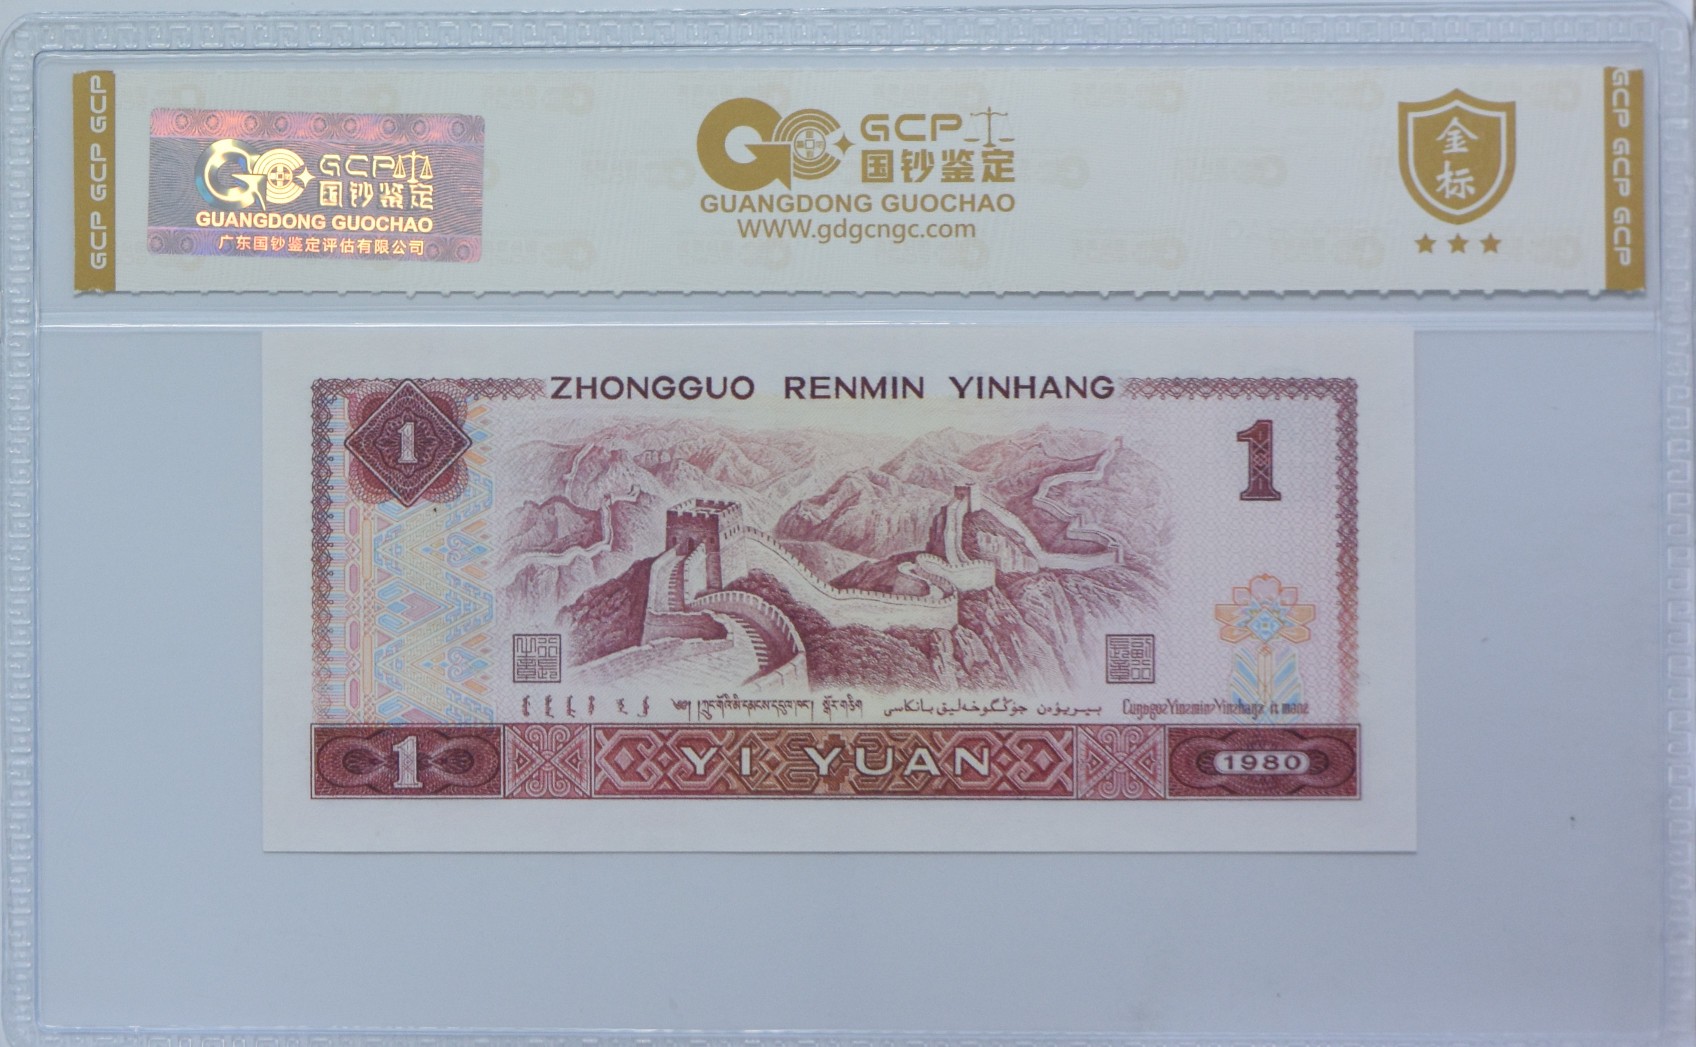 GCP GCP GCP
GCP
国钞鉴定
GUANGDONG GUOCHAO
广东国钞鉴定评估有限公司
GCP
国钞鉴定
GUANGDONG GUOCHAO
WWW.gdgcngc.com
金标
GCP GCP GCP
ZHONGGUO RENMIN YINHANG
1
1
1
YI YUAN
1980